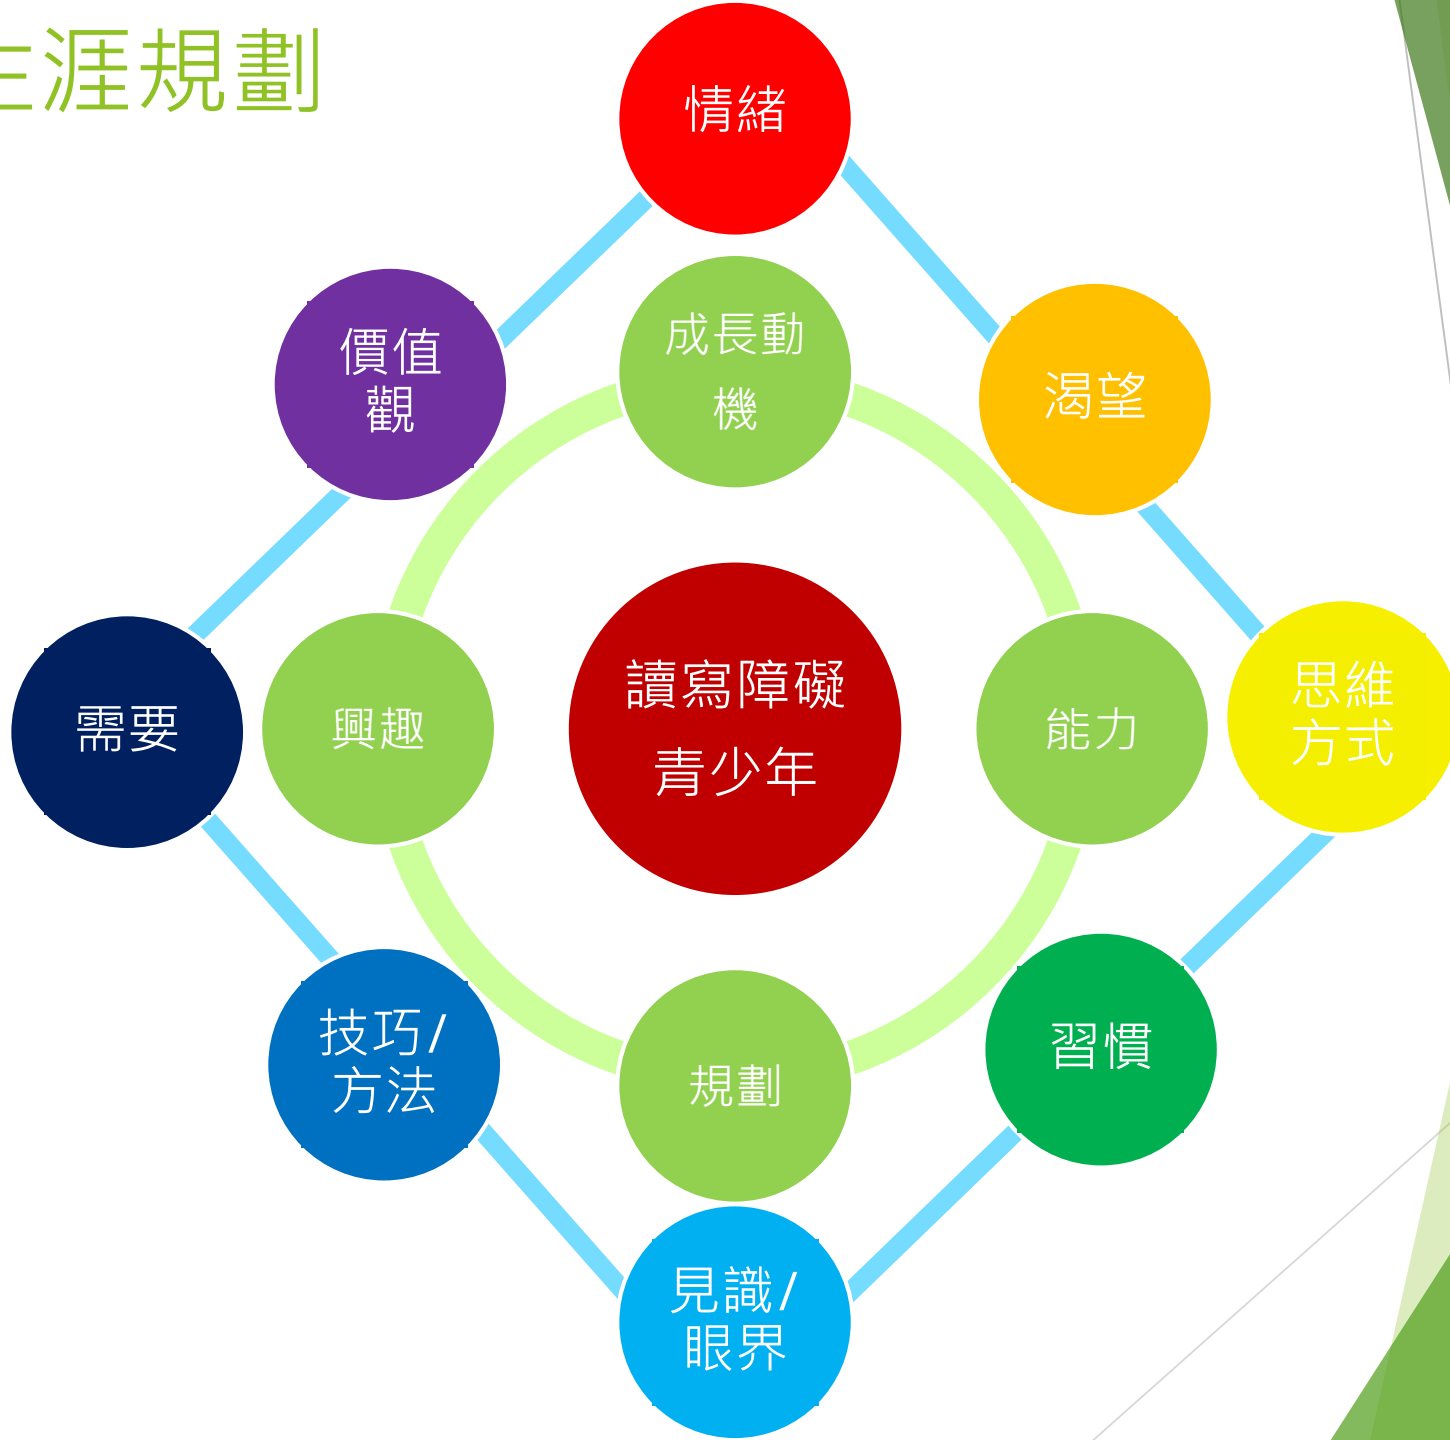 生涯規劃
情緒
價值
觀
成長動
機
渴望
需要
興趣
讀寫障礙
青少年
能力
思維
方式
技巧/
方法
規劃
習慣
見識/
眼界